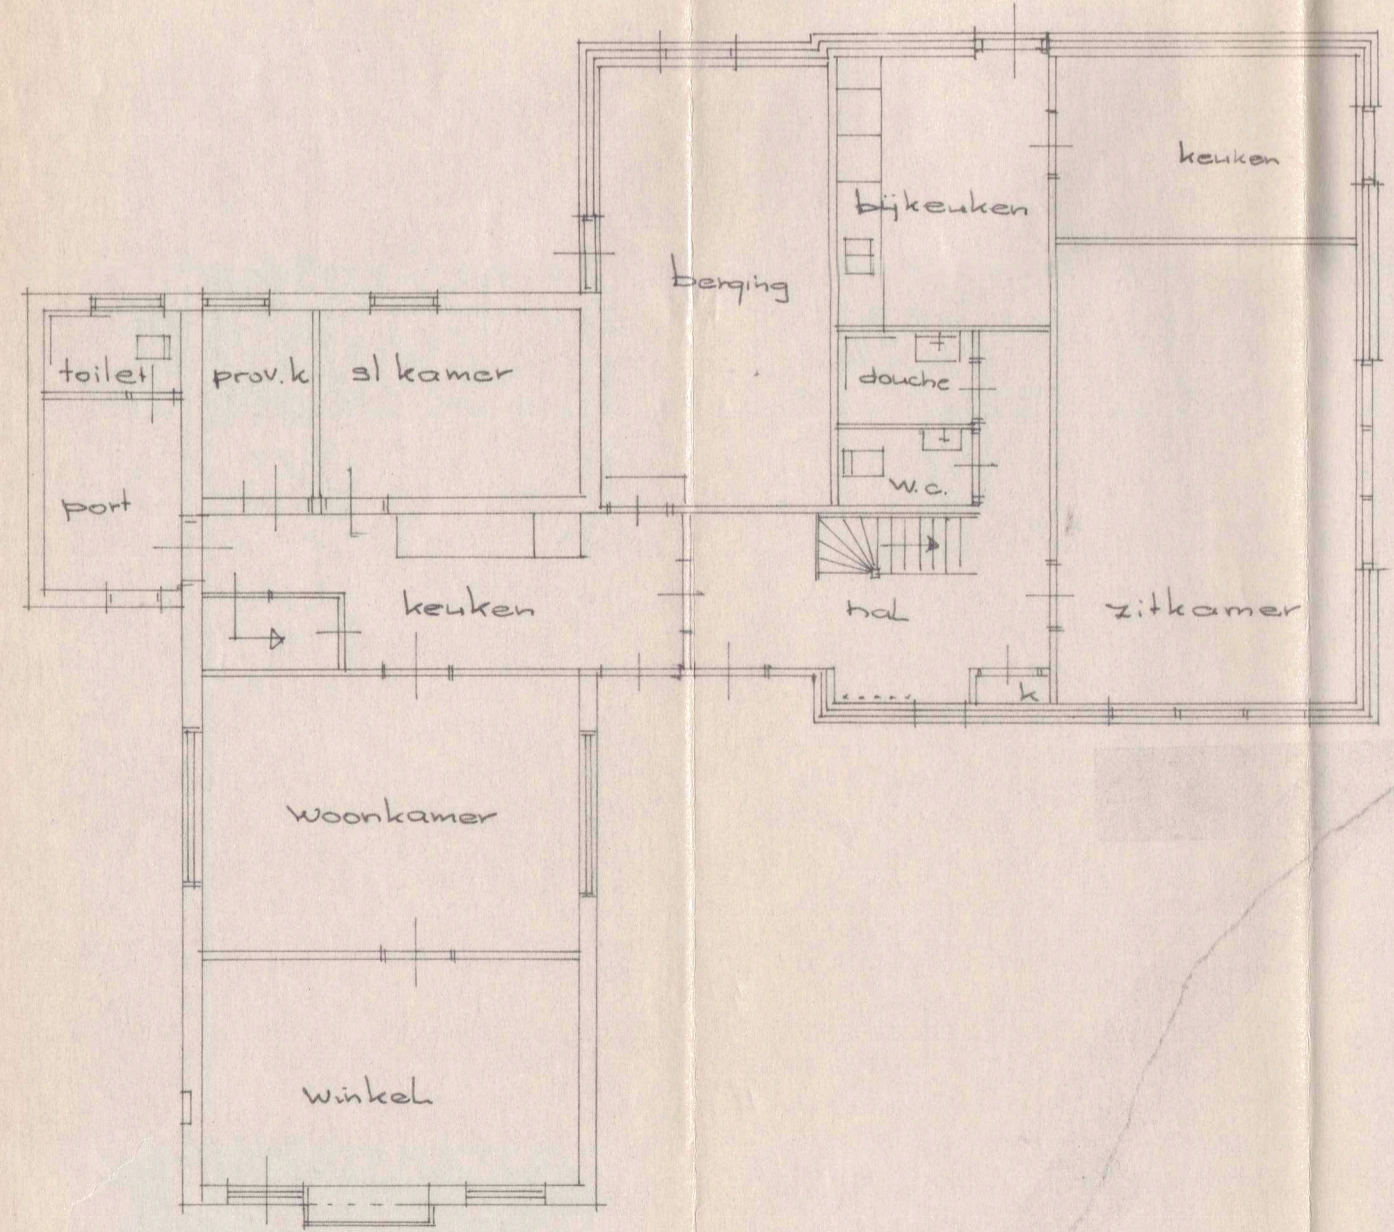 keuken
bijkeuken
berging
toilet
prov.k
sl kamer
douche
w.c.
port
keuken
hal
zitkamer
k
woonkamer
winkel